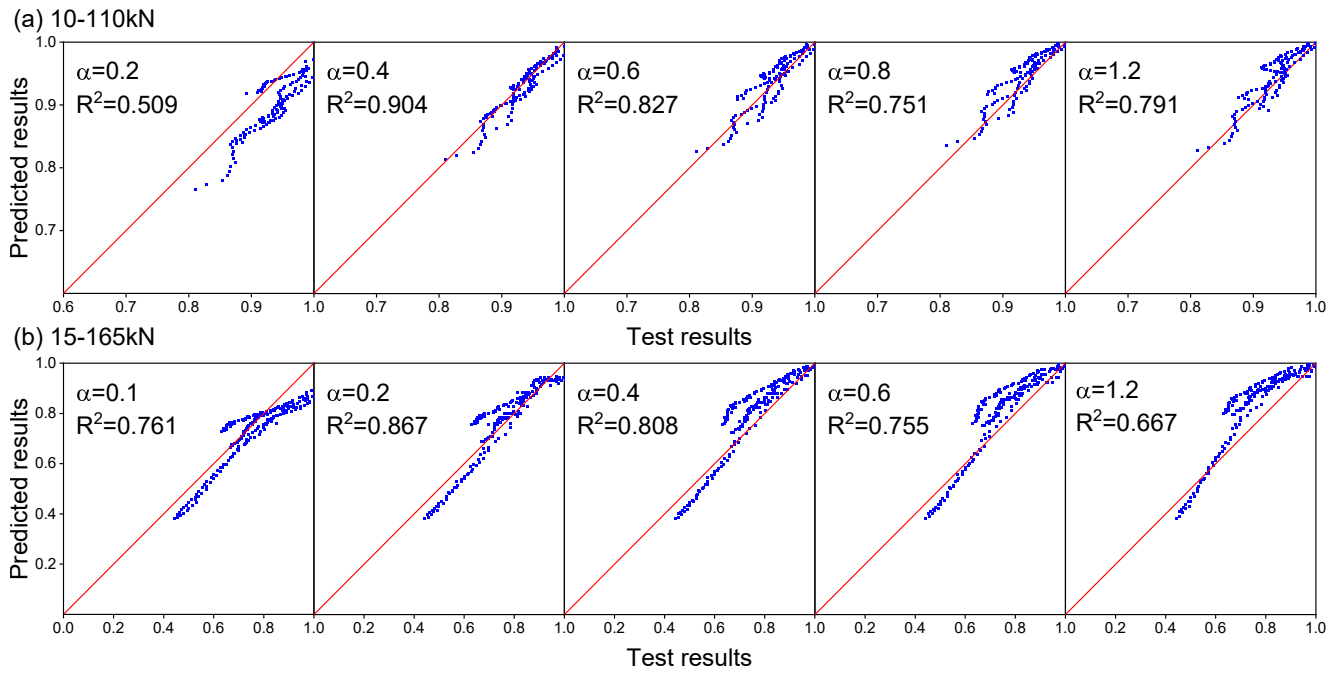 (a) 10-110kN
Predicted results
1.0
0.9
0.8
0.7
α=0.2
R²=0.509
α=0.4
R²=0.904
α=0.6
R²=0.827
α=0.8
R²=0.751
α=1.2
R²=0.791
0.6 0.7 0.8 0.9 1.0 0.7 0.8 0.9 1.0 0.7 0.8 0.9 1.0 0.7 0.8 0.9 1.0 0.7 0.8 0.9 1.0
Test results
(b) 15-165kN
Predicted results
1.0
0.8
0.6
0.4
0.2
α=0.1
R²=0.761
α=0.2
R²=0.867
α=0.4
R²=0.808
α=0.6
R²=0.755
α=1.2
R²=0.667
0.0 0.2 0.4 0.6 0.8 1.0 0.2 0.4 0.6 0.8 1.0 0.2 0.4 0.6 0.8 1.0 0.2 0.4 0.6 0.8 1.0 0.2 0.4 0.6 0.8 1.0
Test results